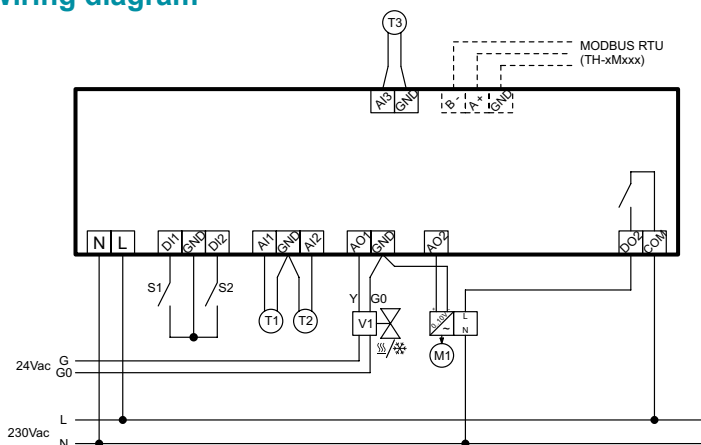 wiring diagram
T3
MODBUS RTU
(TH-xMxxx)
AI3 GND B - A + GND
N L DI1 GND DI2 AI1 GND AI2 AO1 GND AO2 DO2 COM
S1 S2 Y G0
T1 T2 V1 0-10V ~ L N
M1
24Vac G
G0
L
230Vac
N